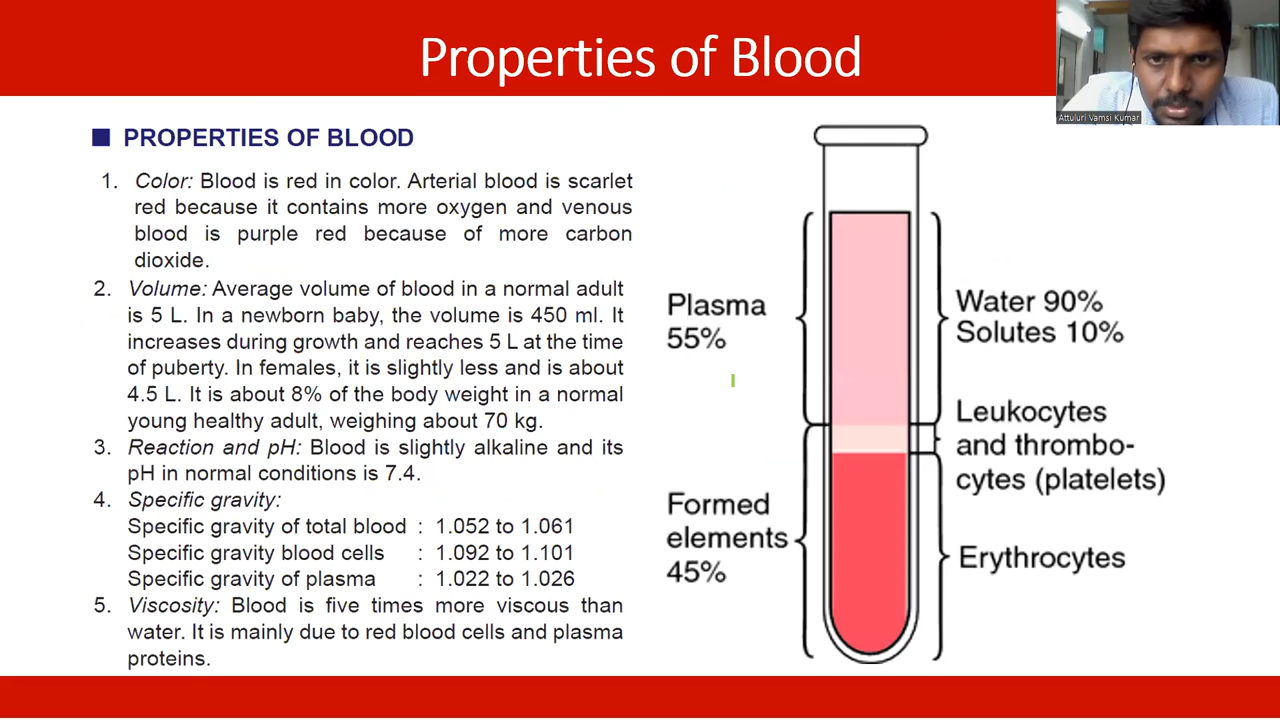 Properties of Blood
Attuluri Vamsi Kumar
PROPERTIES OF BLOOD
1. Color: Blood is red in color. Arterial blood is scarlet
red because it contains more oxygen and venous
blood is purple red because of more carbon
dioxide.
2. Volume: Average volume of blood in a normal adult
is 5 L. In a newborn baby, the volume is 450 ml. It
increases during growth and reaches 5 L at the time
of puberty. In females, it is slightly less and is about
4.5 L. It is about 8% of the body weight in a normal
young healthy adult, weighing about 70 kg.
3. Reaction and pH: Blood is slightly alkaline and its
pH in normal conditions is 7.4.
4. Specific gravity:
Specific gravity of total blood : 1.052 to 1.061
Specific gravity blood cells : 1.092 to 1.101
Specific gravity of plasma : 1.022 to 1.026
5. Viscosity: Blood is five times more viscous than
water. It is mainly due to red blood cells and plasma
proteins.
Plasma
55%
Formed
elements
45%
Water 90%
Solutes 10%
Leukocytes
and thrombo-
cytes (platelets)
Erythrocytes